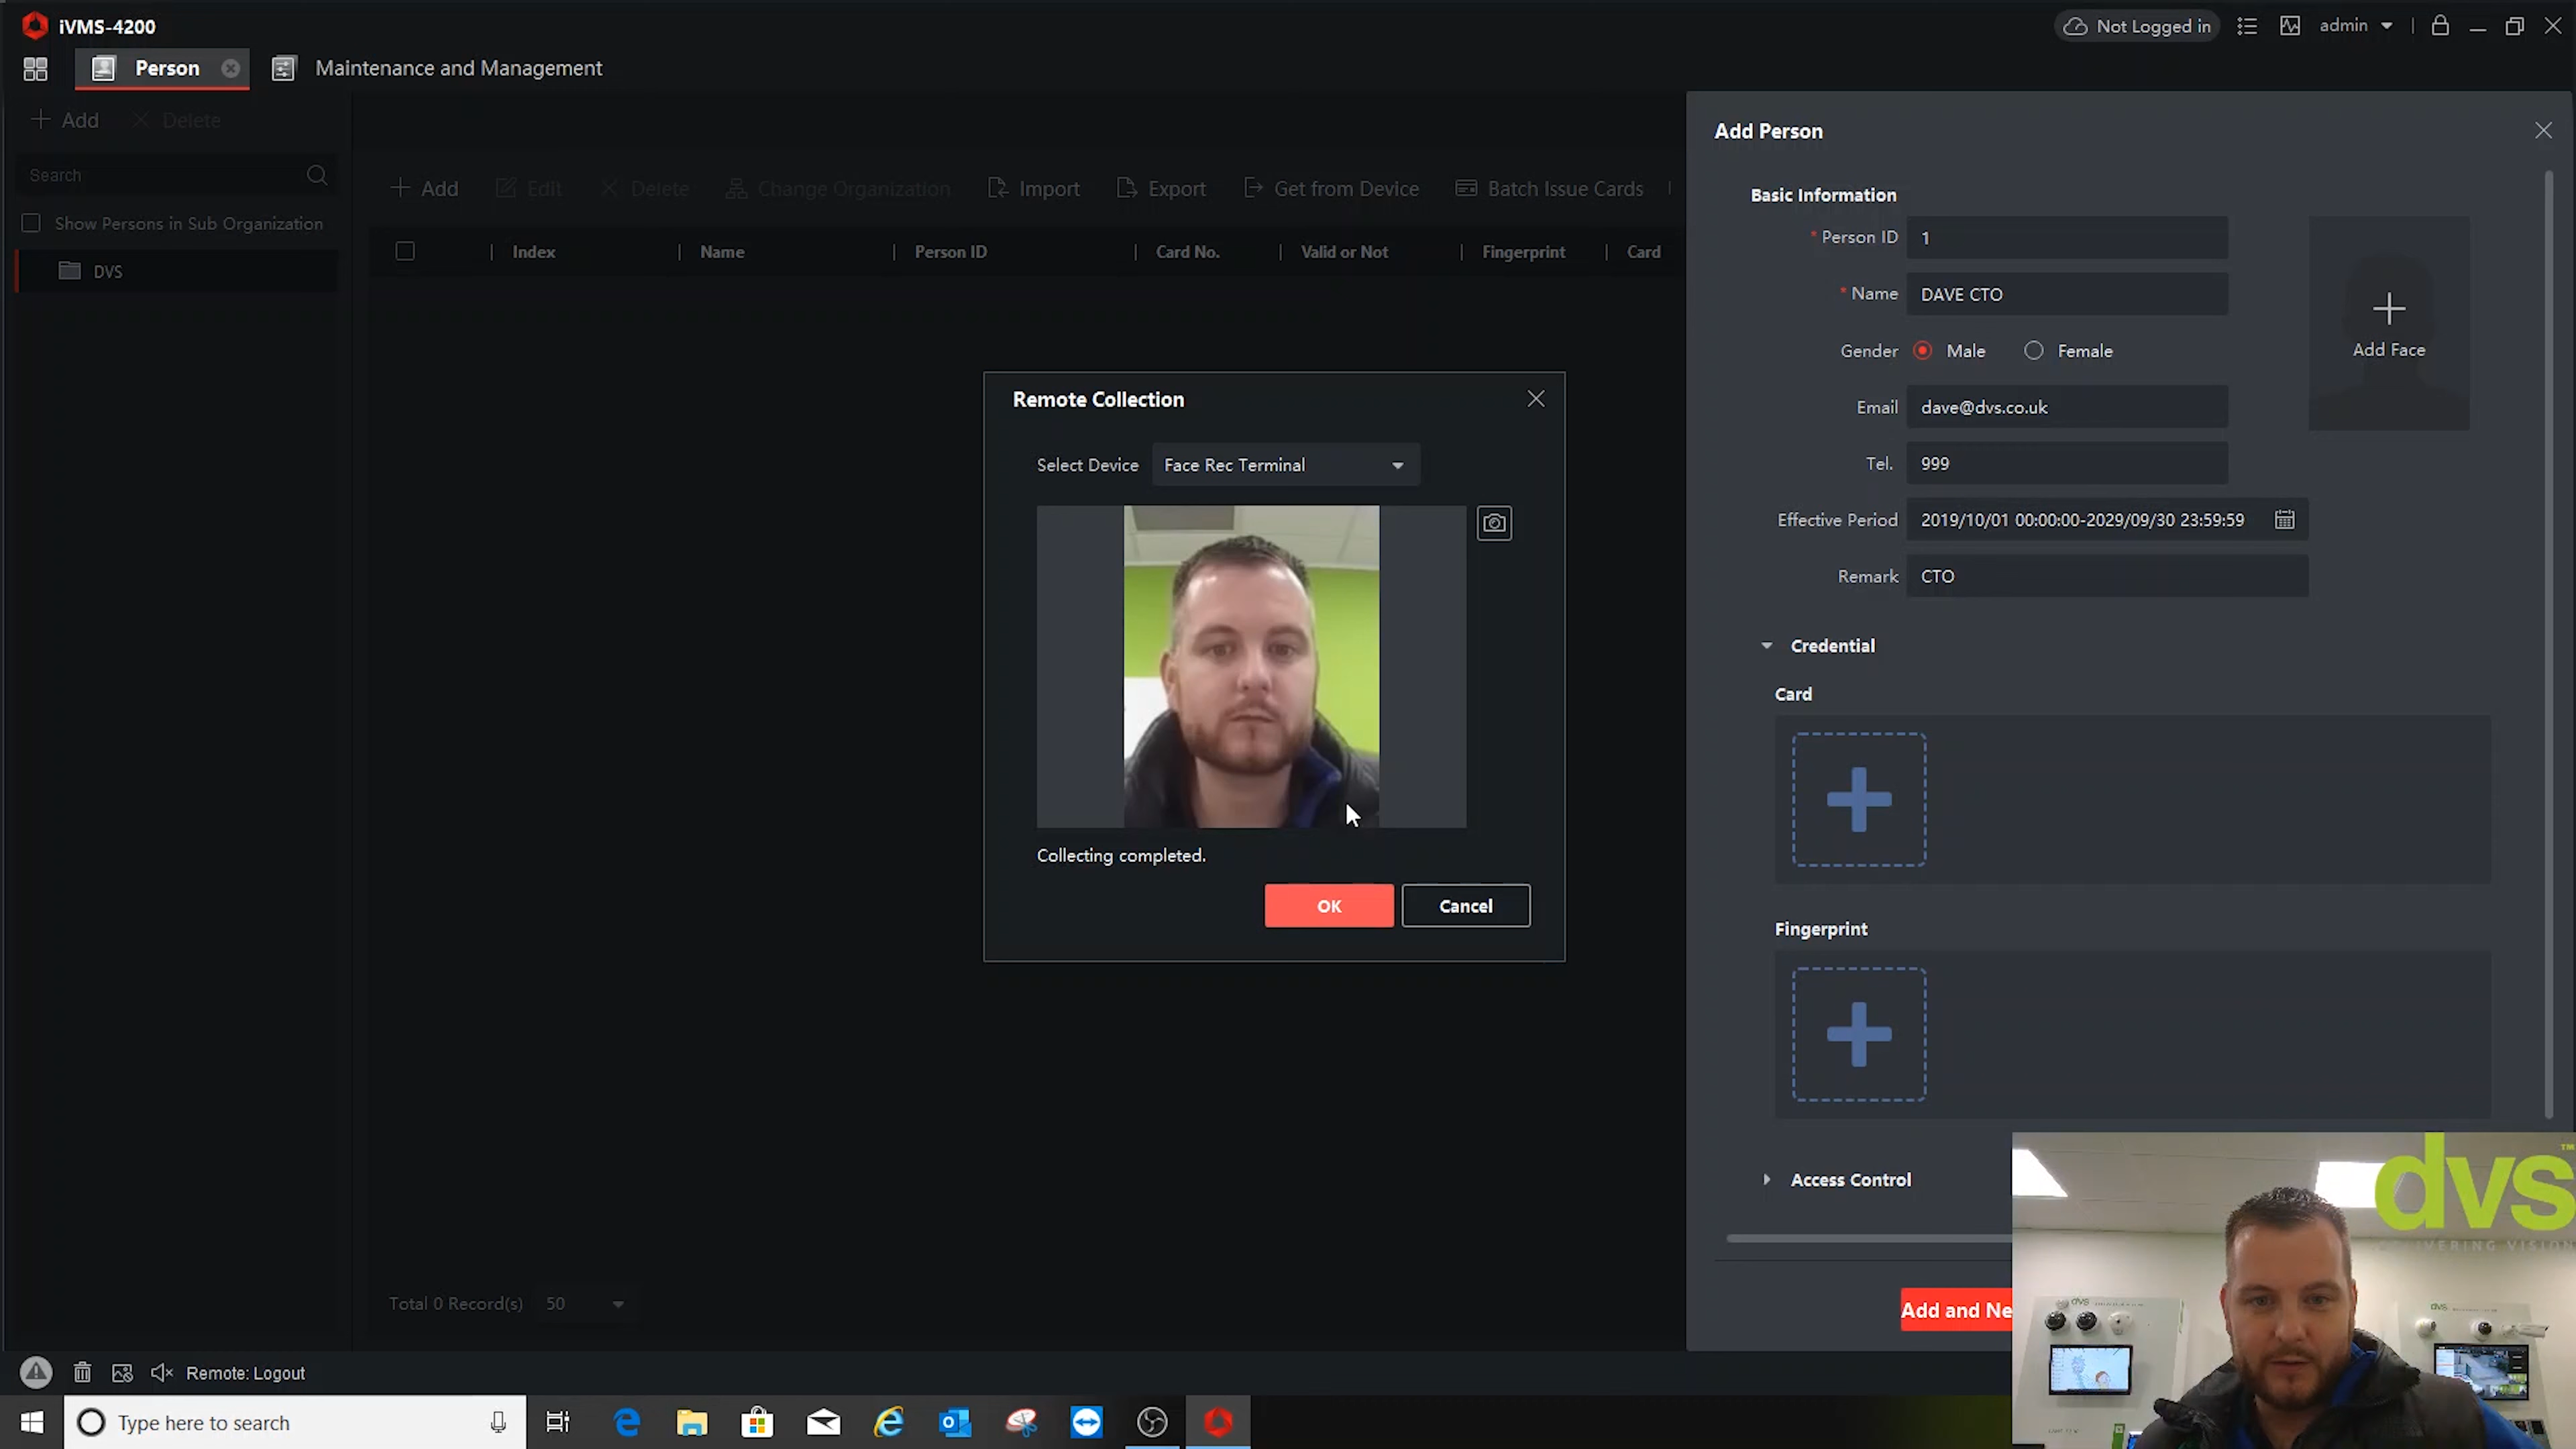 iVMS-4200
Not Logged in
admin
Person
Maintenance and Management
Add Delete
Search
Show Persons in Sub Organization
DVS
Add Edit Delete Change Organization Import Export Get from Device Batch Issue Cards
Index Name Person ID Card No. Valid or Not Fingerprint Card
Total 0 Record(s) 50
Remote Collection
Select Device Face Rec Terminal
Collecting completed.
OK Cancel
Add Person
Basic Information
* Person ID 1
* Name DAVE CTO
Gender Male Female
Add Face
Email dave@dvs.co.uk
Tel. 999
Effective Period 2019/10/01 00:00:00-2029/09/30 23:59:59
Remark CTO
Credential
Card
Fingerprint
Access Control
Add and Ne
dvs™
VERING VISION
dvs
dvs
Remote: Logout
Type here to search